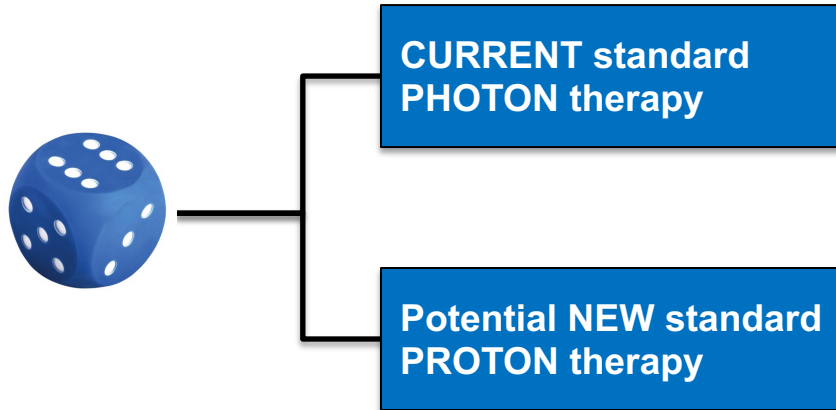 CURRENT standard
PHOTON therapy
Potential NEW standard
PROTON therapy